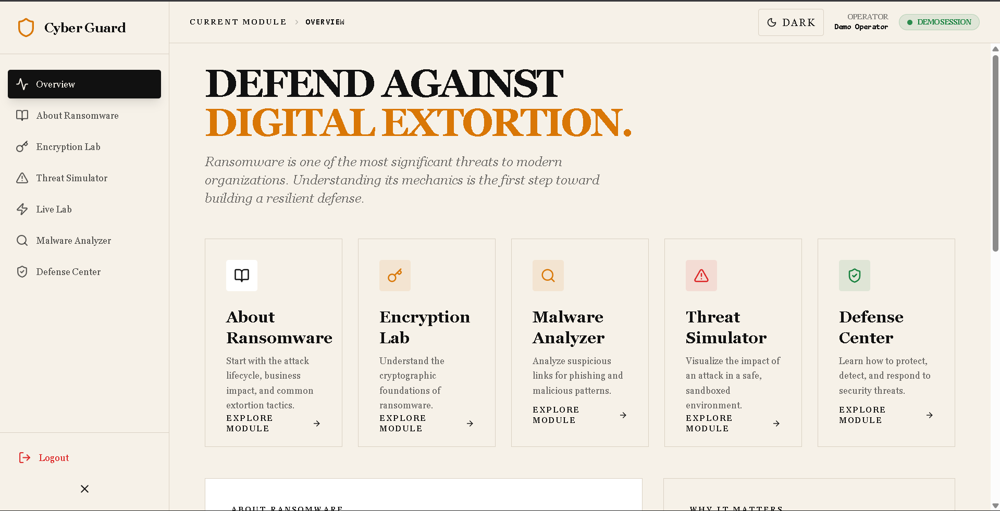 Cyber Guard
Overview
About Ransomware
Encryption Lab
Threat Simulator
Live Lab
Malware Analyzer
Defense Center
Logout
CURRENT MODULE
OVERVIEW
DARK
OPERATOR
Demo Operator
DEMO SESSION
DEFEND AGAINST
DIGITAL EXTORTION.
Ransomware is one of the most significant threats to modern
organizations. Understanding its mechanics is the first step toward
building a resilient defense.
About
Ransomware
Start with the attack
lifecycle, business
impact, and common
extortion tactics.
EXPLORE
MODULE
Encryption
Lab
Understand the
cryptographic
foundations of
ransomware.
EXPLORE
MODULE
Malware
Analyzer
Analyze suspicious
links for phishing and
malicious patterns.
EXPLORE
MODULE
Threat
Simulator
Visualize the impact of
an attack in a safe,
sandboxed
environment.
EXPLORE
MODULE
Defense
Center
Learn how to protect,
detect, and respond to
security threats.
EXPLORE
MODULE
ABOUT RANSOMWARE
WHY IT MATTERS